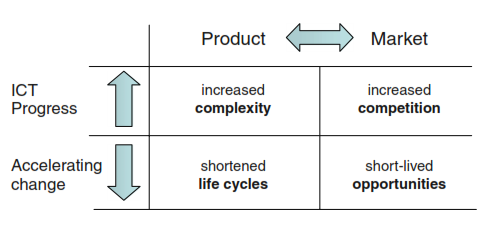 Product Market
ICT
Progress
increased
complexity
increased
competition
Accelerating
change
shortened
life cycles
short-lived
opportunities